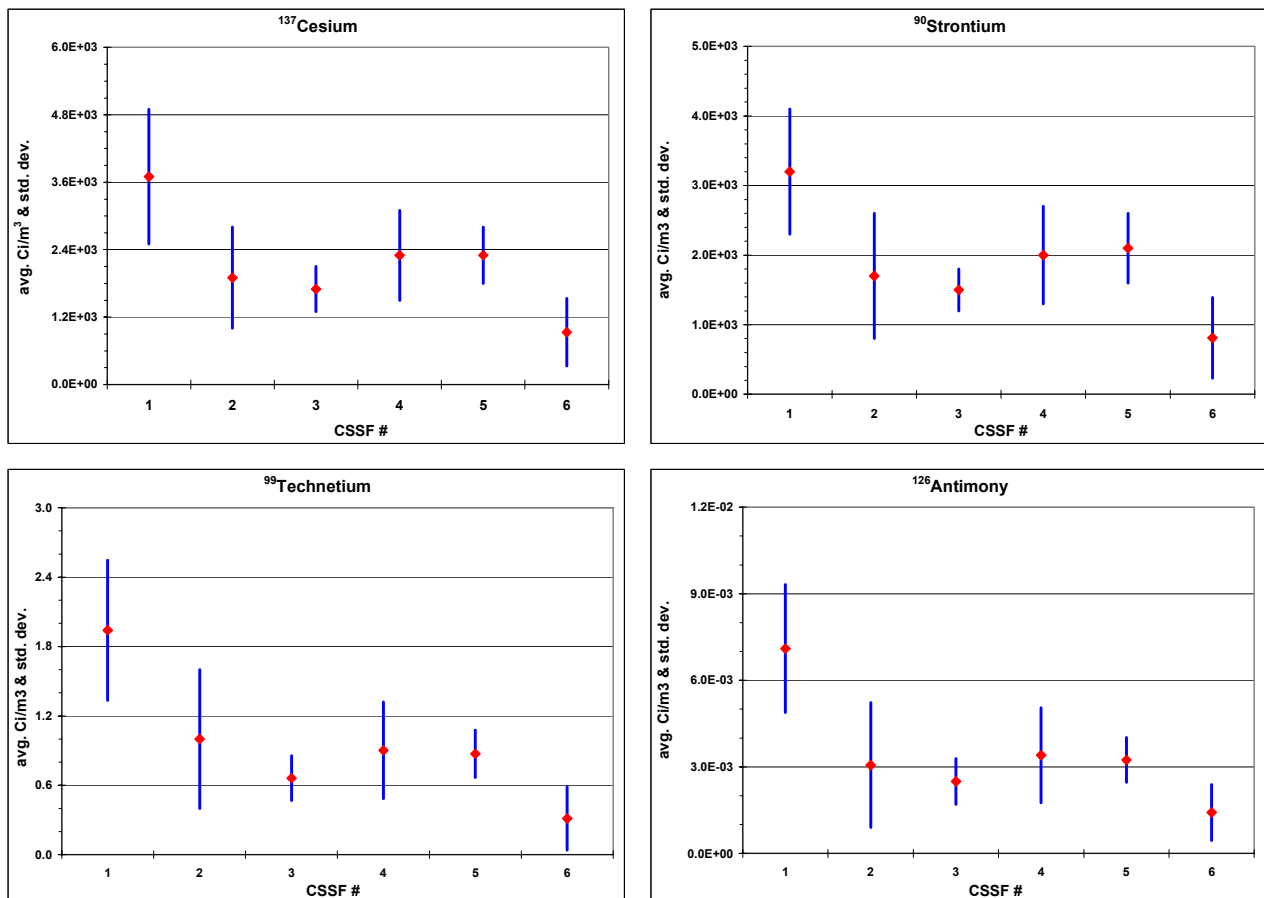 ¹³⁷Cesium
avg. Ci/m³ & std. dev.
6.0E+03
4.8E+03
3.6E+03
2.4E+03
1.2E+03
0.0E+00
1 2 3 4 5 6
CSSF #
⁹⁰Strontium
avg. Ci/m3 & std. dev.
5.0E+03
4.0E+03
3.0E+03
2.0E+03
1.0E+03
0.0E+00
1 2 3 4 5 6
CSSF #
⁹⁹Technetium
avg. Ci/m3 & std. dev.
3.0
2.4
1.8
1.2
0.6
0.0
1 2 3 4 5 6
CSSF #
¹²⁶Antimony
avg. Ci/m3 & std. dev.
1.2E-02
9.0E-03
6.0E-03
3.0E-03
0.0E+00
1 2 3 4 5 6
CSSF #